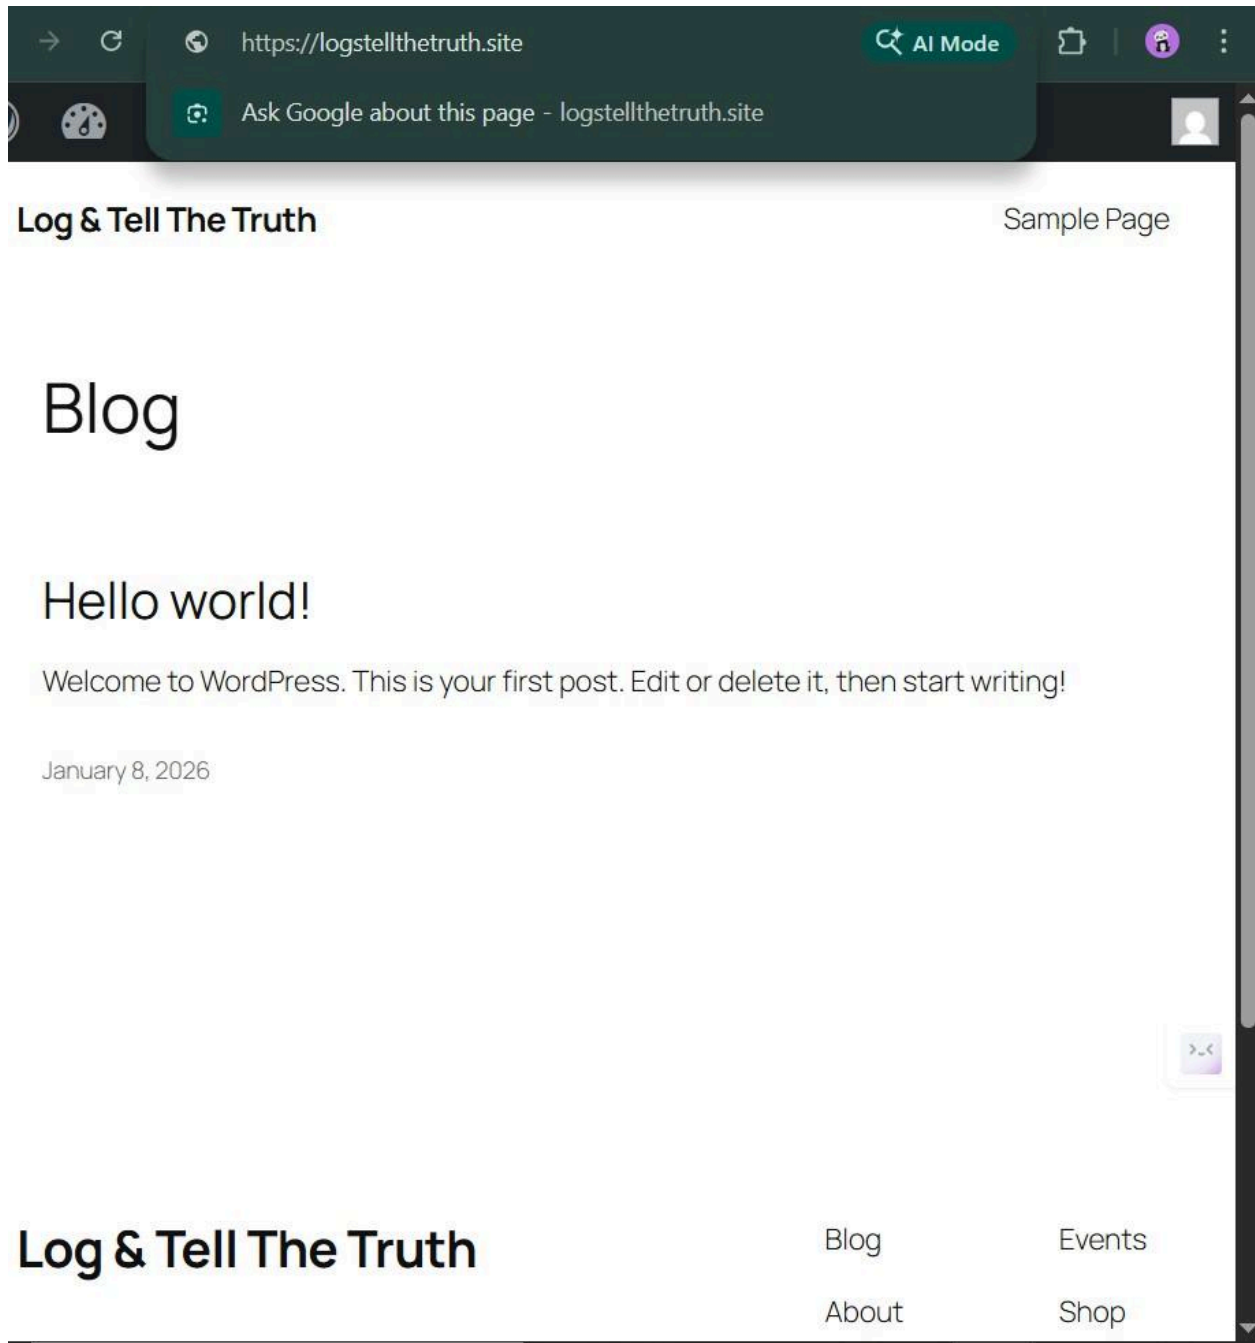 https://logstellthetruth.site
AI Mode
Ask Google about this page - logstellthetruth.site
Log & Tell The Truth
Sample Page
Blog
Hello world!
Welcome to WordPress. This is your first post. Edit or delete it, then start writing!
January 8, 2026
>_<
Log & Tell The Truth
Blog
Events
About
Shop